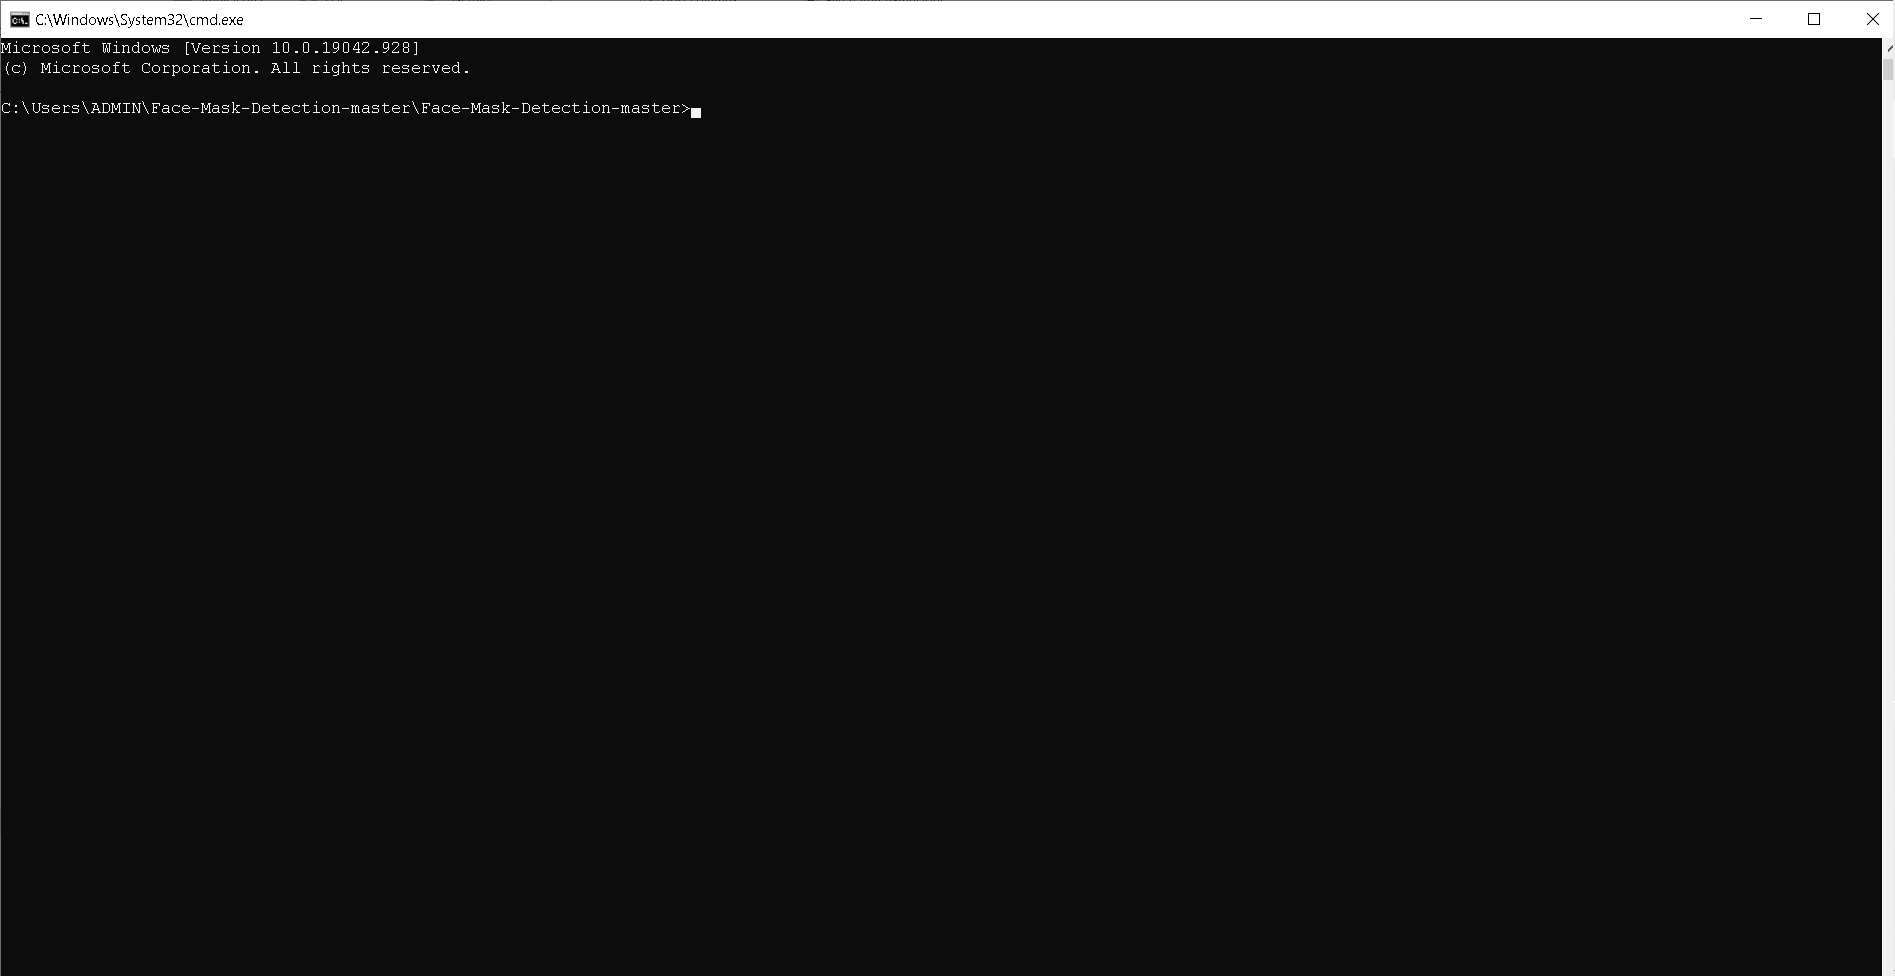 C:\Windows\System32\cmd.exe
Microsoft Windows [Version 10.0.19042.928]
(c) Microsoft Corporation. All rights reserved.
C:\Users\ADMIN\Face-Mask-Detection-master\Face-Mask-Detection-master>